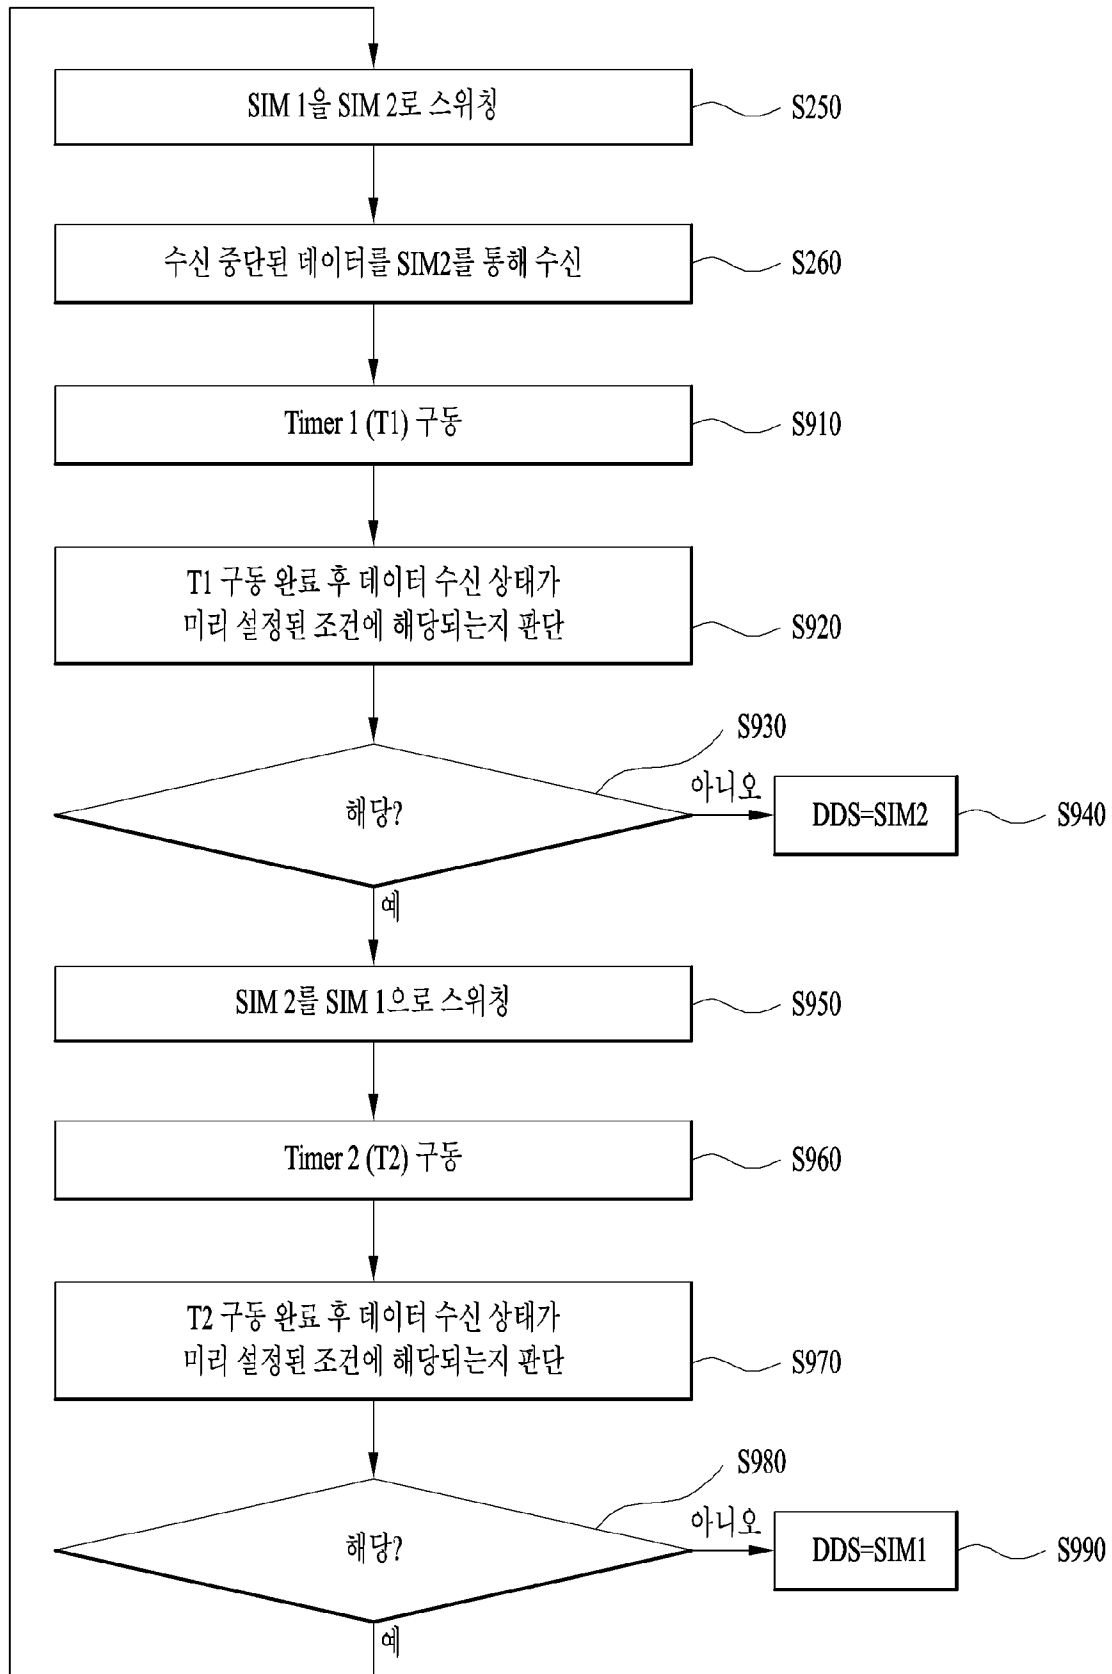 SIM 1을 SIM 2로 스위칭
S250
수신 중단된 데이터를 SIM2를 통해 수신
S260
Timer 1 (T1) 구동
S910
T1 구동 완료 후 데이터 수신 상태가
미리 설정된 조건에 해당되는지 판단
S920
S930
해당?
아니오
DDS=SIM2
S940
예
SIM 2를 SIM 1으로 스위칭
S950
Timer 2 (T2) 구동
S960
T2 구동 완료 후 데이터 수신 상태가
미리 설정된 조건에 해당되는지 판단
S970
S980
해당?
아니오
DDS=SIM1
S990
예